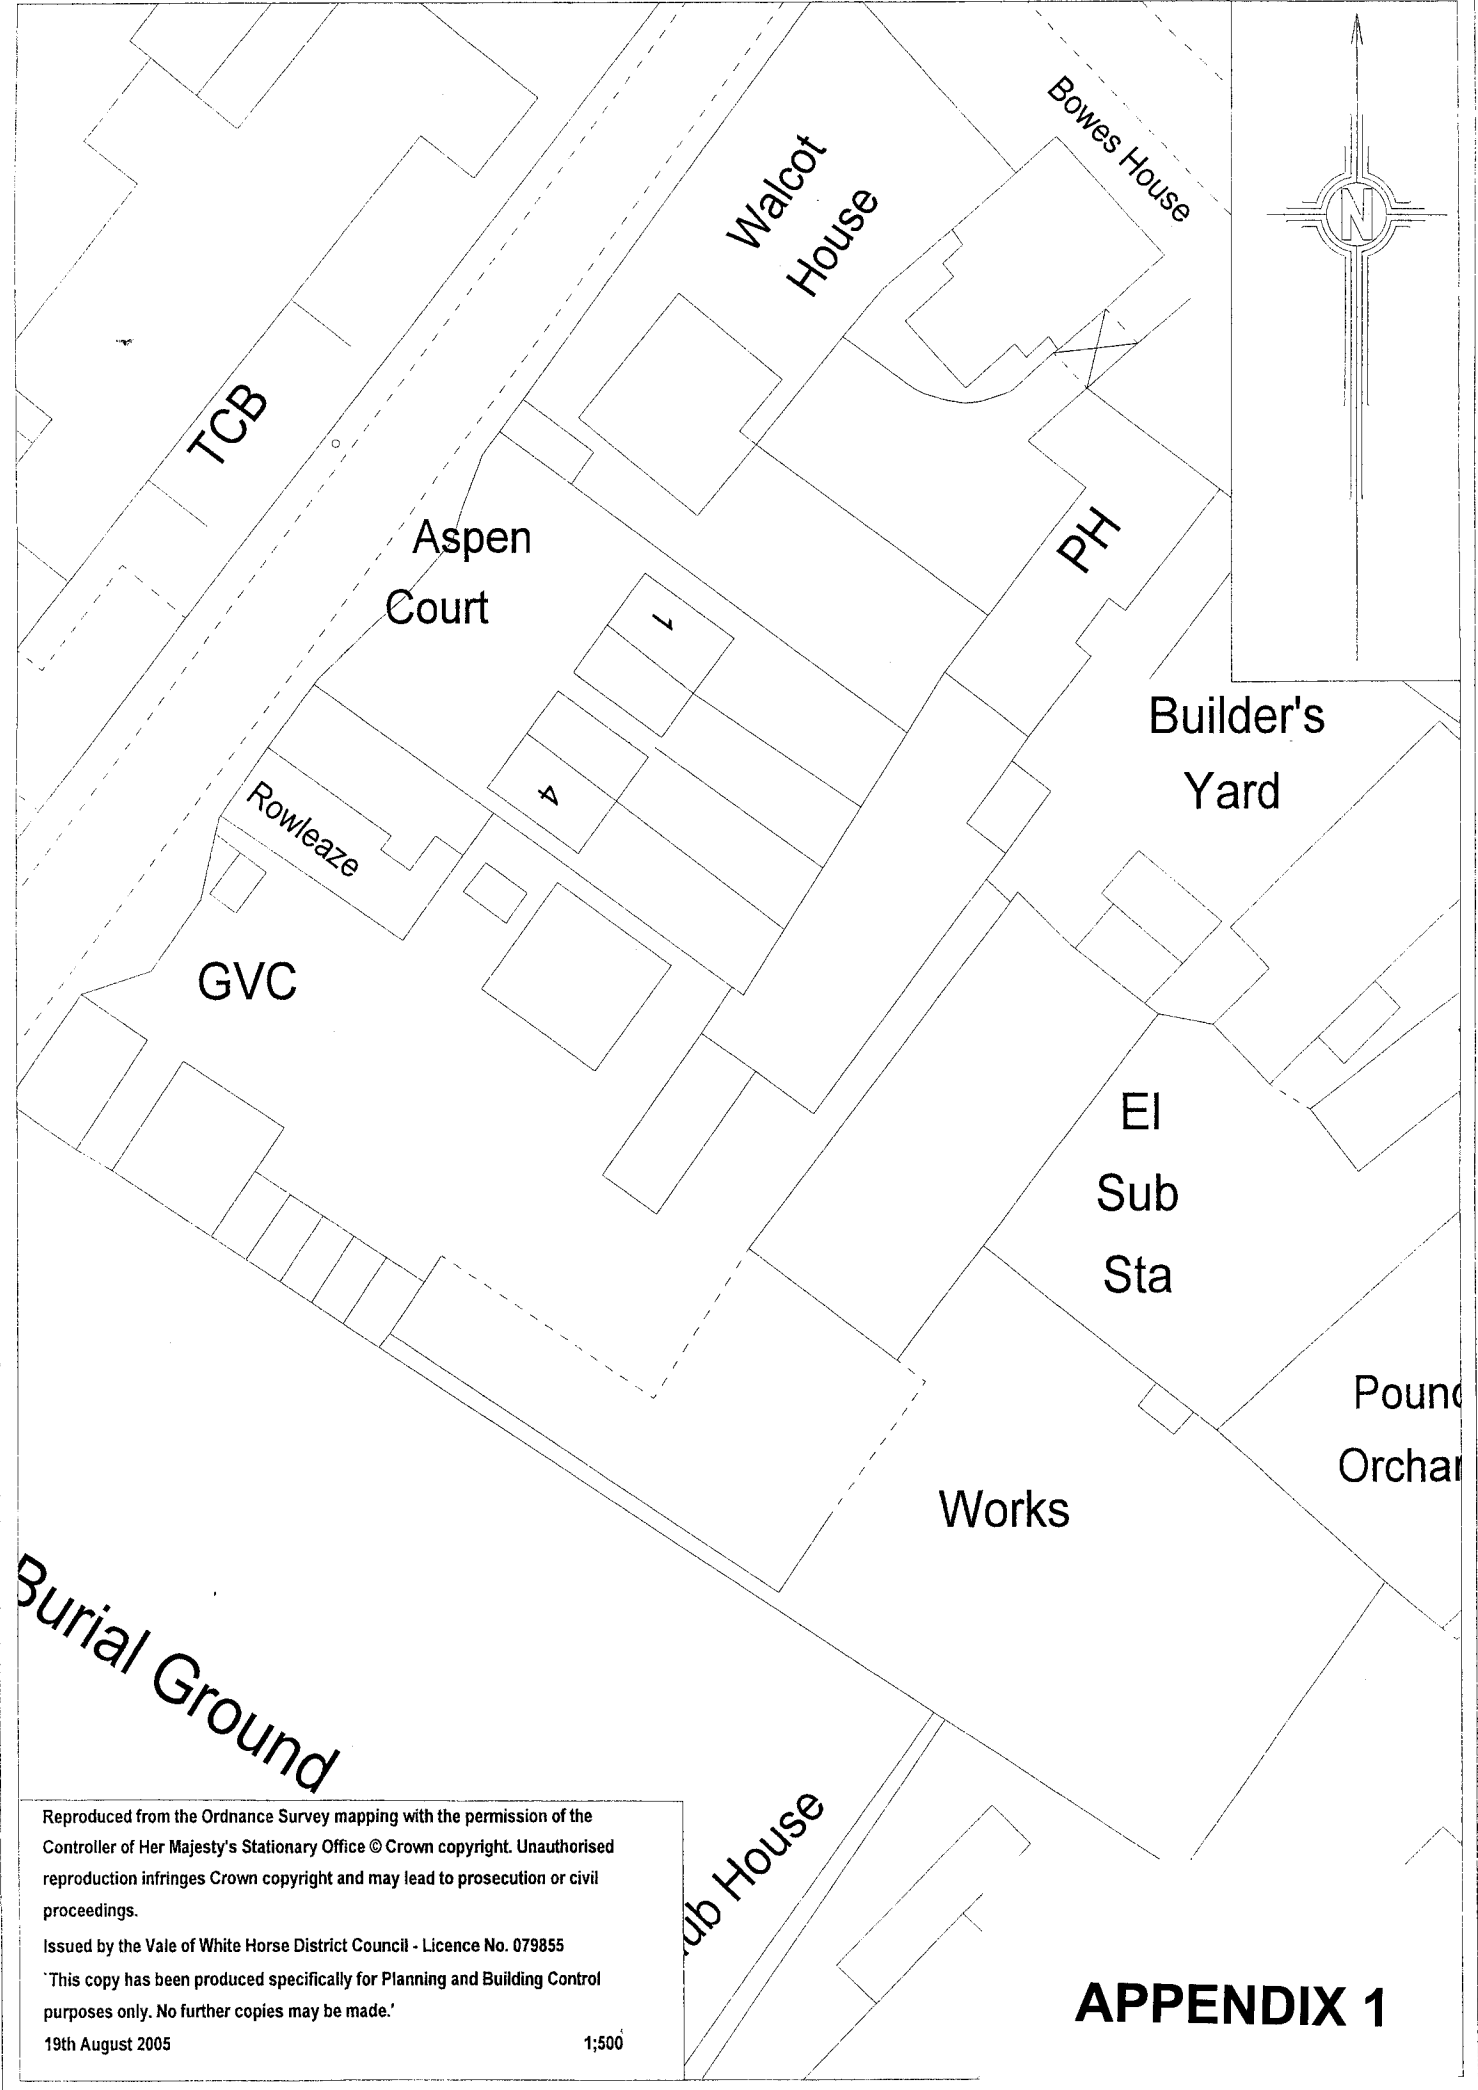 Bowes House
Walcot
House
N
TCB
Aspen
Court
PH
1
4
Builder's
Yard
Rowleaze
GVC
El
Sub
Sta
Orchar
Works
Burial Ground
House
Reproduced from the Ordnance Survey mapping with the permission of the
Controller of Her Majesty's Stationary Office © Crown copyright. Unauthorised
reproduction infringes Crown copyright and may lead to prosecution or civil
proceedings.
Issued by the Vale of White Horse District Council - Licence No. 079855
'This copy has been produced specifically for Planning and Building Control
purposes only. No further copies may be made.'
19th August 2005 1;500
APPENDIX 1